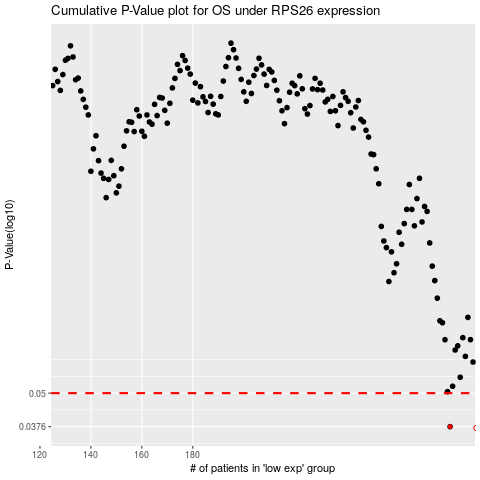 Cumulative P-Value plot for OS under RPS26 expression
P-Value(log10)
0.05
0.0376
120 140 160 180
# of patients in 'low exp' group